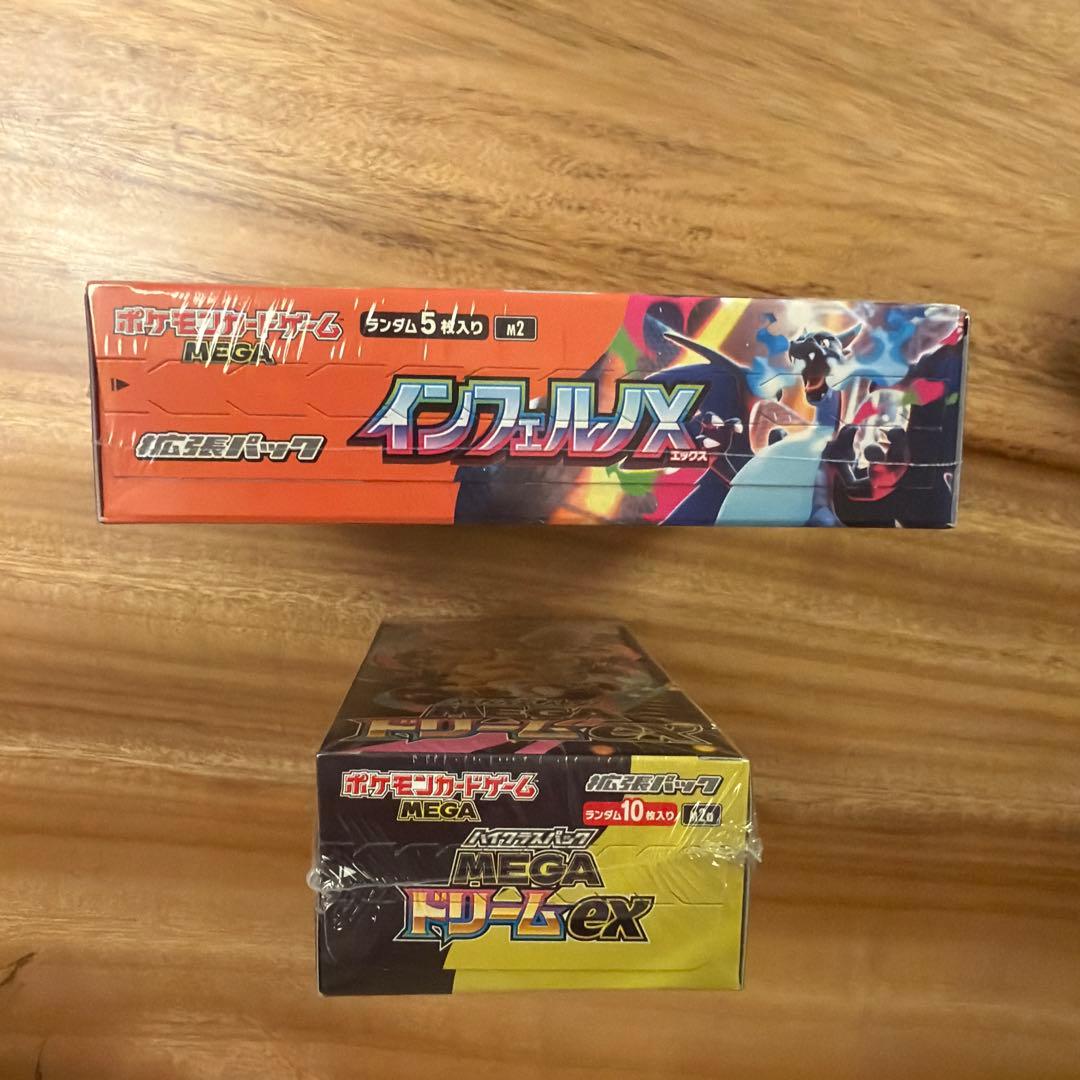 ポケモンカードゲーム
MEGA
ランダム5枚入り
M2
拡張パック
インフェルノX
エックス
MEGA
ドリームex
ポケモンカードゲーム
MEGA
拡張パック
ランダム10枚入り
M2a
ハイクラスパック
MEGA
ドリームex